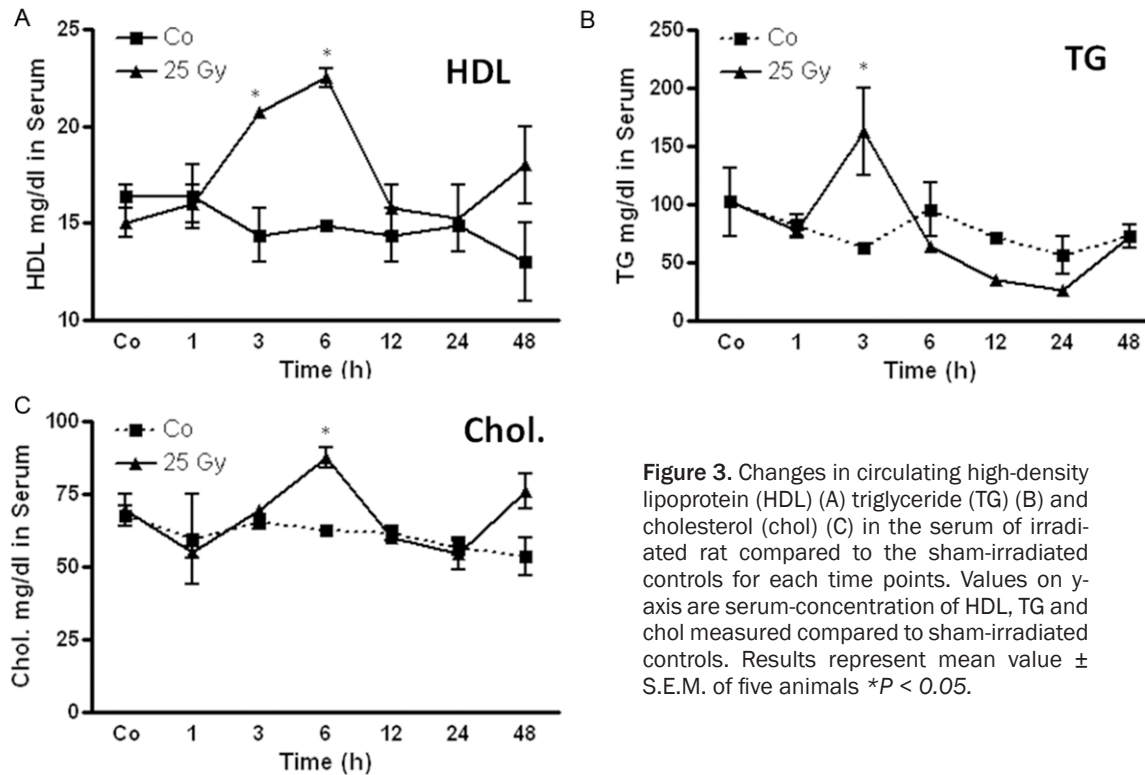 A
HDL
Co
25 Gy
HDL mg/dl in Serum
25
20
15
10
*
*
Co 1 3 6 12 24 48
Time (h)
B
TG
Co
25 Gy
TG mg/dl in Serum
250
200
150
100
50
0
*
Co 1 3 6 12 24 48
Time (h)
C
Chol.
Co
25 Gy
Chol. mg/dl in Serum
100
75
50
25
0
*
Co 1 3 6 12 24 48
Time (h)
Figure 3. Changes in circulating high-density
lipoprotein (HDL) (A) triglyceride (TG) (B) and
cholesterol (chol) (C) in the serum of irradi-
ated rat compared to the sham-irradiated
controls for each time points. Values on y-
axis are serum-concentration of HDL, TG and
chol measured compared to sham-irradiated
controls. Results represent mean value ±
S.E.M. of five animals *P < 0.05.